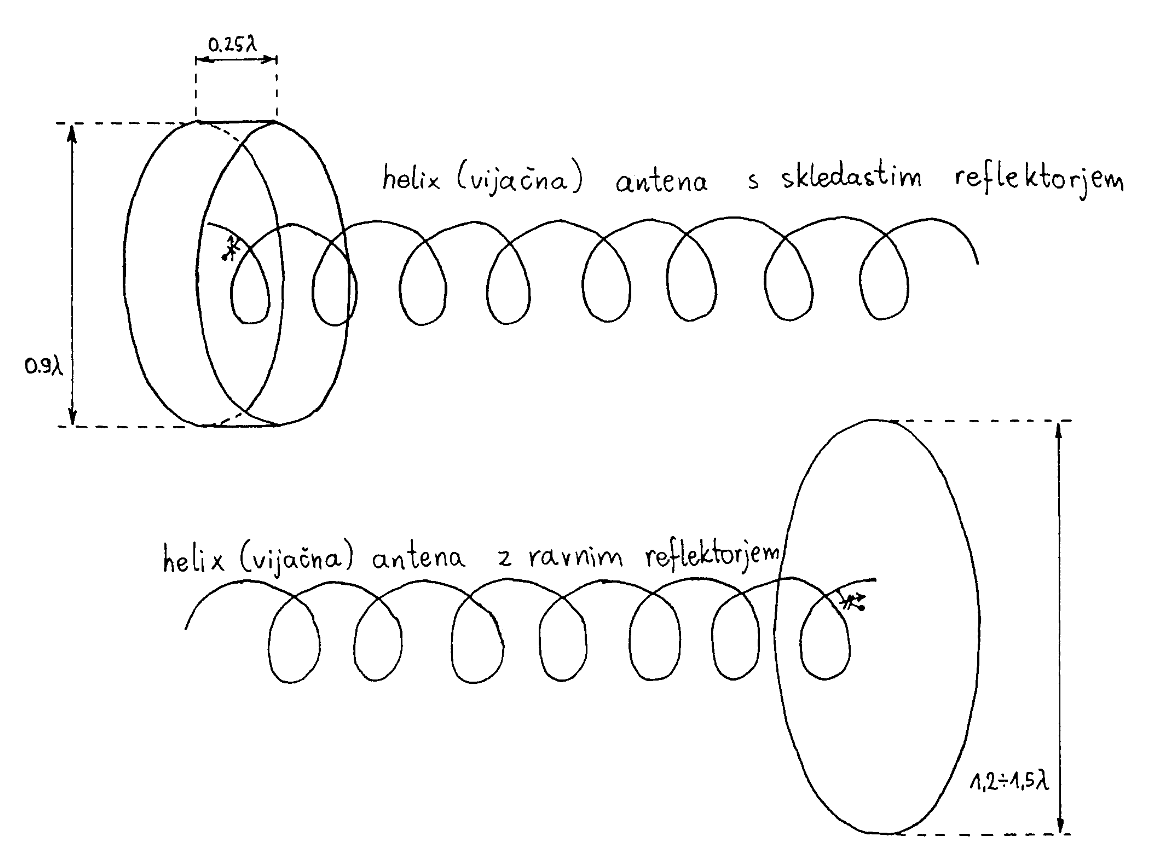 0.25λ
helix (vijačna) antena s skledastim reflektorjem
0.9λ
helix (vijačna) antena z ravnim reflektorjem
1,2÷1,5λ